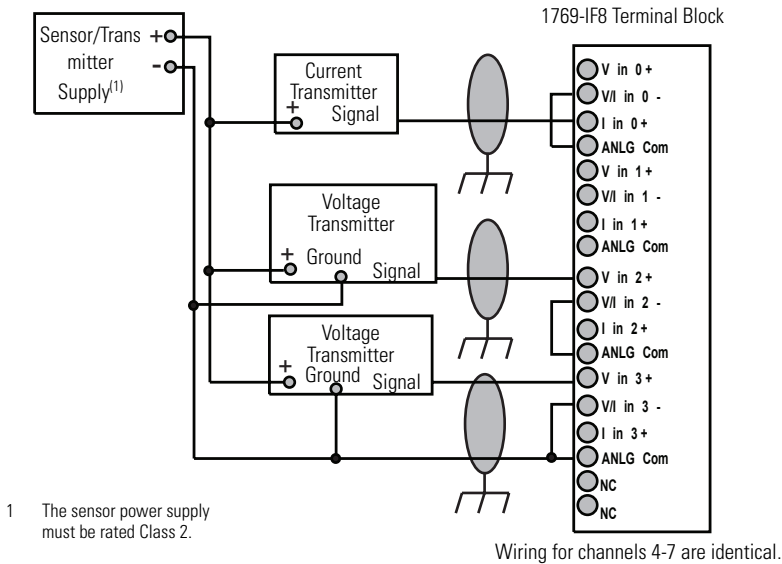 1769-IF8 Terminal Block
Sensor/Trans +
mitter -
Supply(1)
Current
Transmitter
+ Signal
Voltage
Transmitter
+ Ground Signal
Voltage
Transmitter
+ Ground Signal
V in 0 +
V/I in 0 -
I in 0 +
ANLG Com
V in 1 +
V/I in 1 -
I in 1 +
ANLG Com
V in 2 +
V/I in 2 -
I in 2 +
ANLG Com
V in 3 +
V/I in 3 -
I in 3 +
ANLG Com
NC
NC
1 The sensor power supply
must be rated Class 2.
Wiring for channels 4-7 are identical.